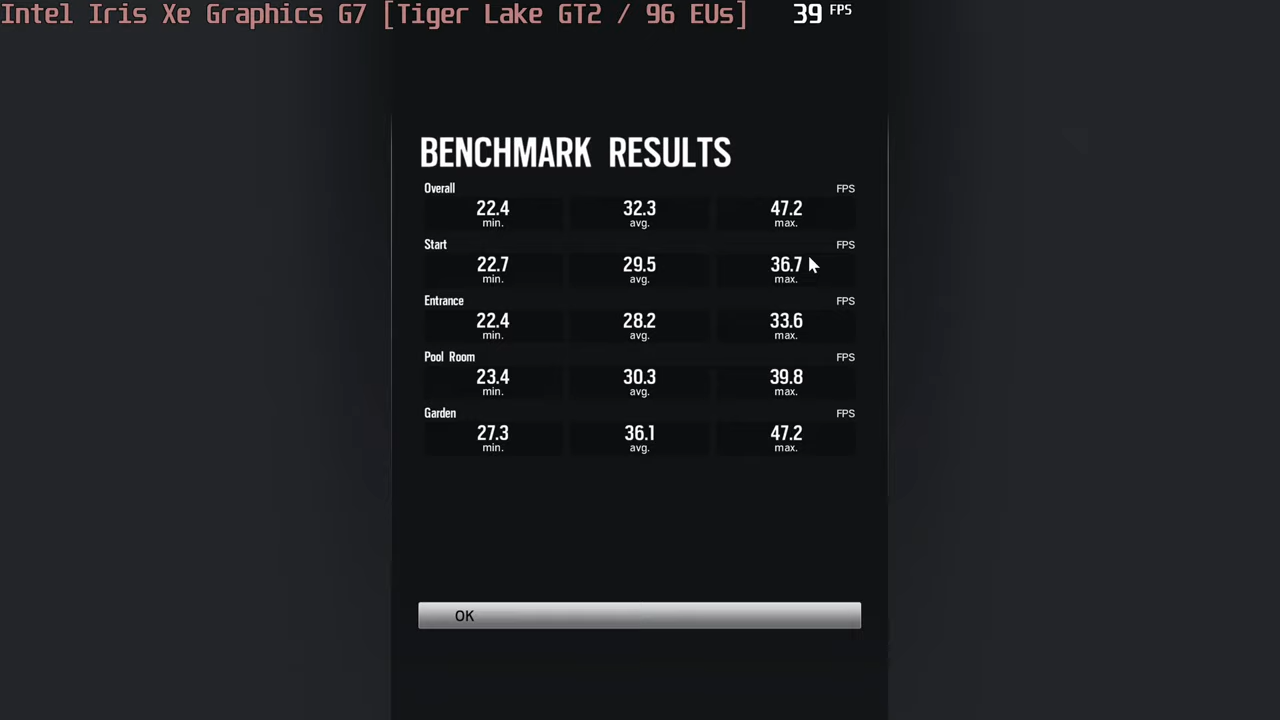 Intel Iris Xe Graphics G7 [Tiger Lake GT2 / 96 EUs] 39 FPS
BENCHMARK RESULTS
Overall FPS
22.4 32.3 47.2
min. avg. max.
Start FPS
22.7 29.5 36.7
min. avg. max.
Entrance FPS
22.4 28.2 33.6
min. avg. max.
Pool Room FPS
23.4 30.3 39.8
min. avg. max.
Garden FPS
27.3 36.1 47.2
min. avg. max.
OK